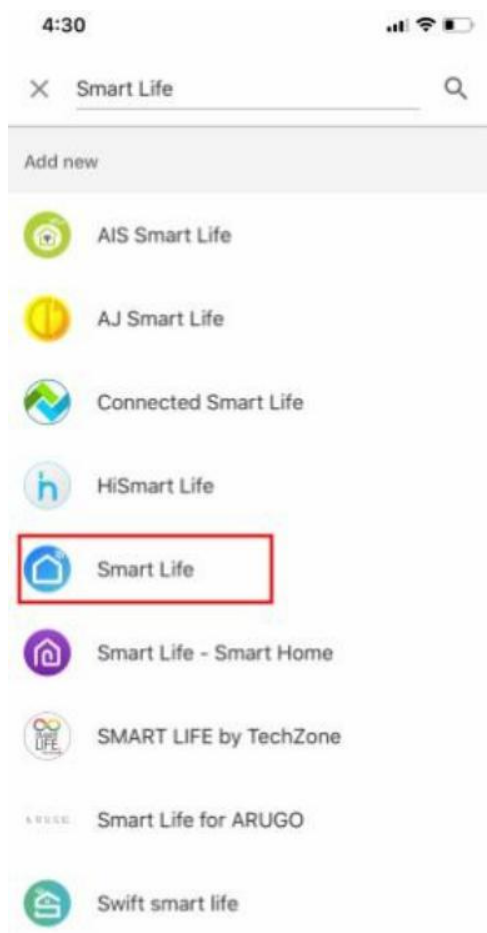 4:30
Smart Life
Add new
AIS Smart Life
AJ Smart Life
Connected Smart Life
HiSmart Life
Smart Life
Smart Life - Smart Home
SMART LIFE by TechZone
Smart Life for ARUGO
Swift smart life